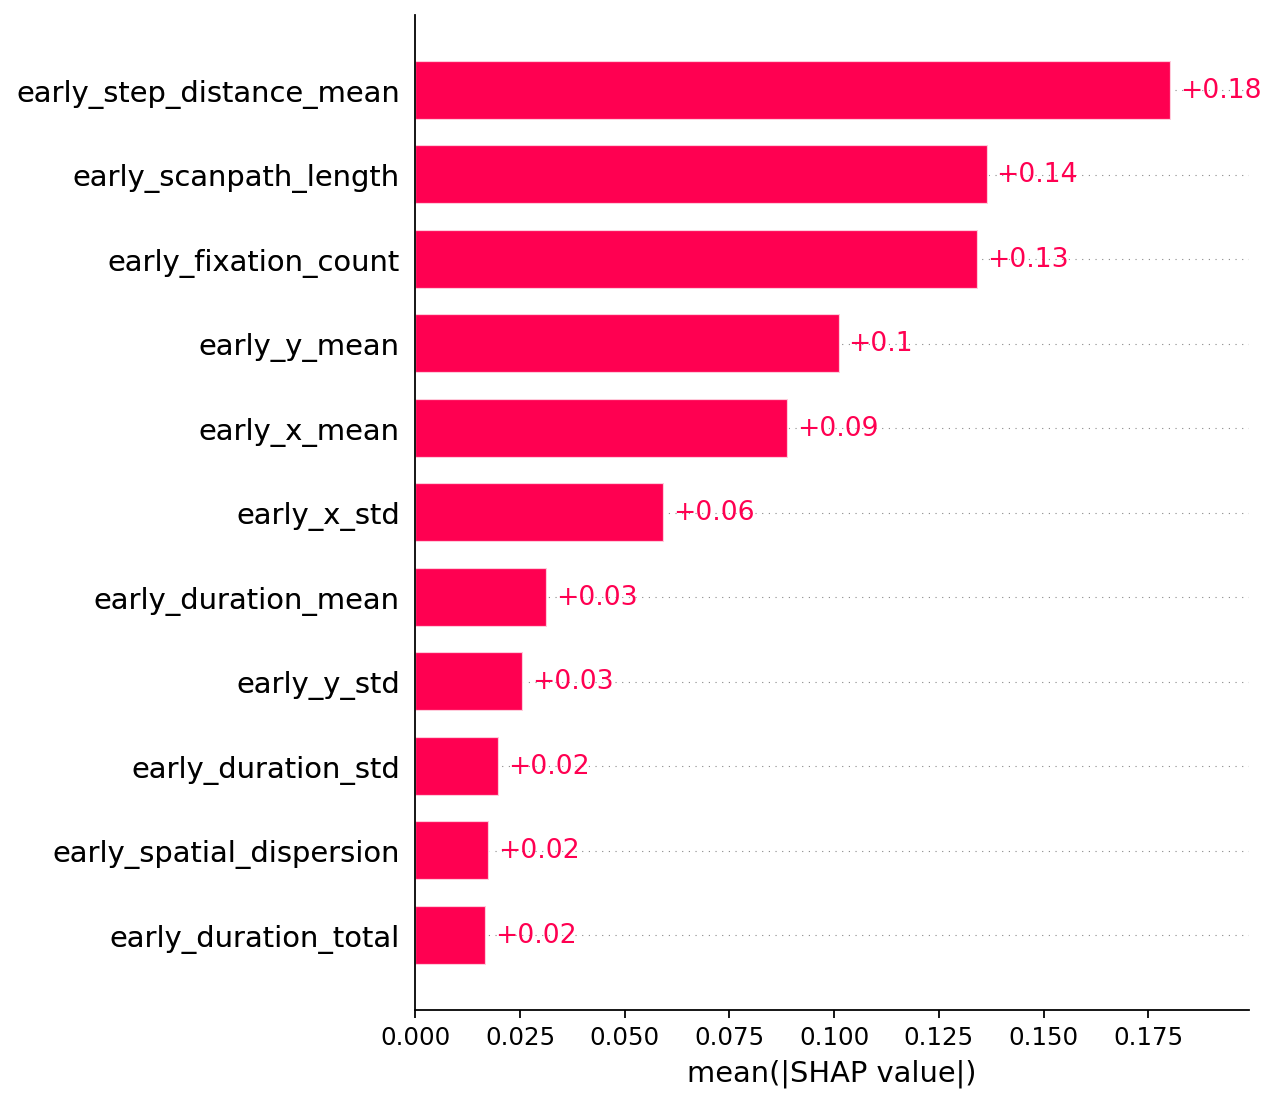 early_step_distance_mean +0.18
early_scanpath_length +0.14
early_fixation_count +0.13
early_y_mean +0.1
early_x_mean +0.09
early_x_std +0.06
early_duration_mean +0.03
early_y_std +0.03
early_duration_std +0.02
early_spatial_dispersion +0.02
early_duration_total +0.02
0.000 0.025 0.050 0.075 0.100 0.125 0.150 0.175
mean(|SHAP value|)